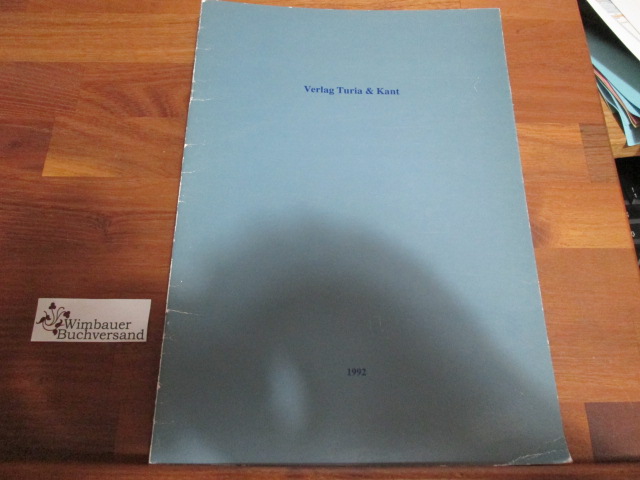 Verlag Turia & Kant
Wimbauer
Buchversand
1992